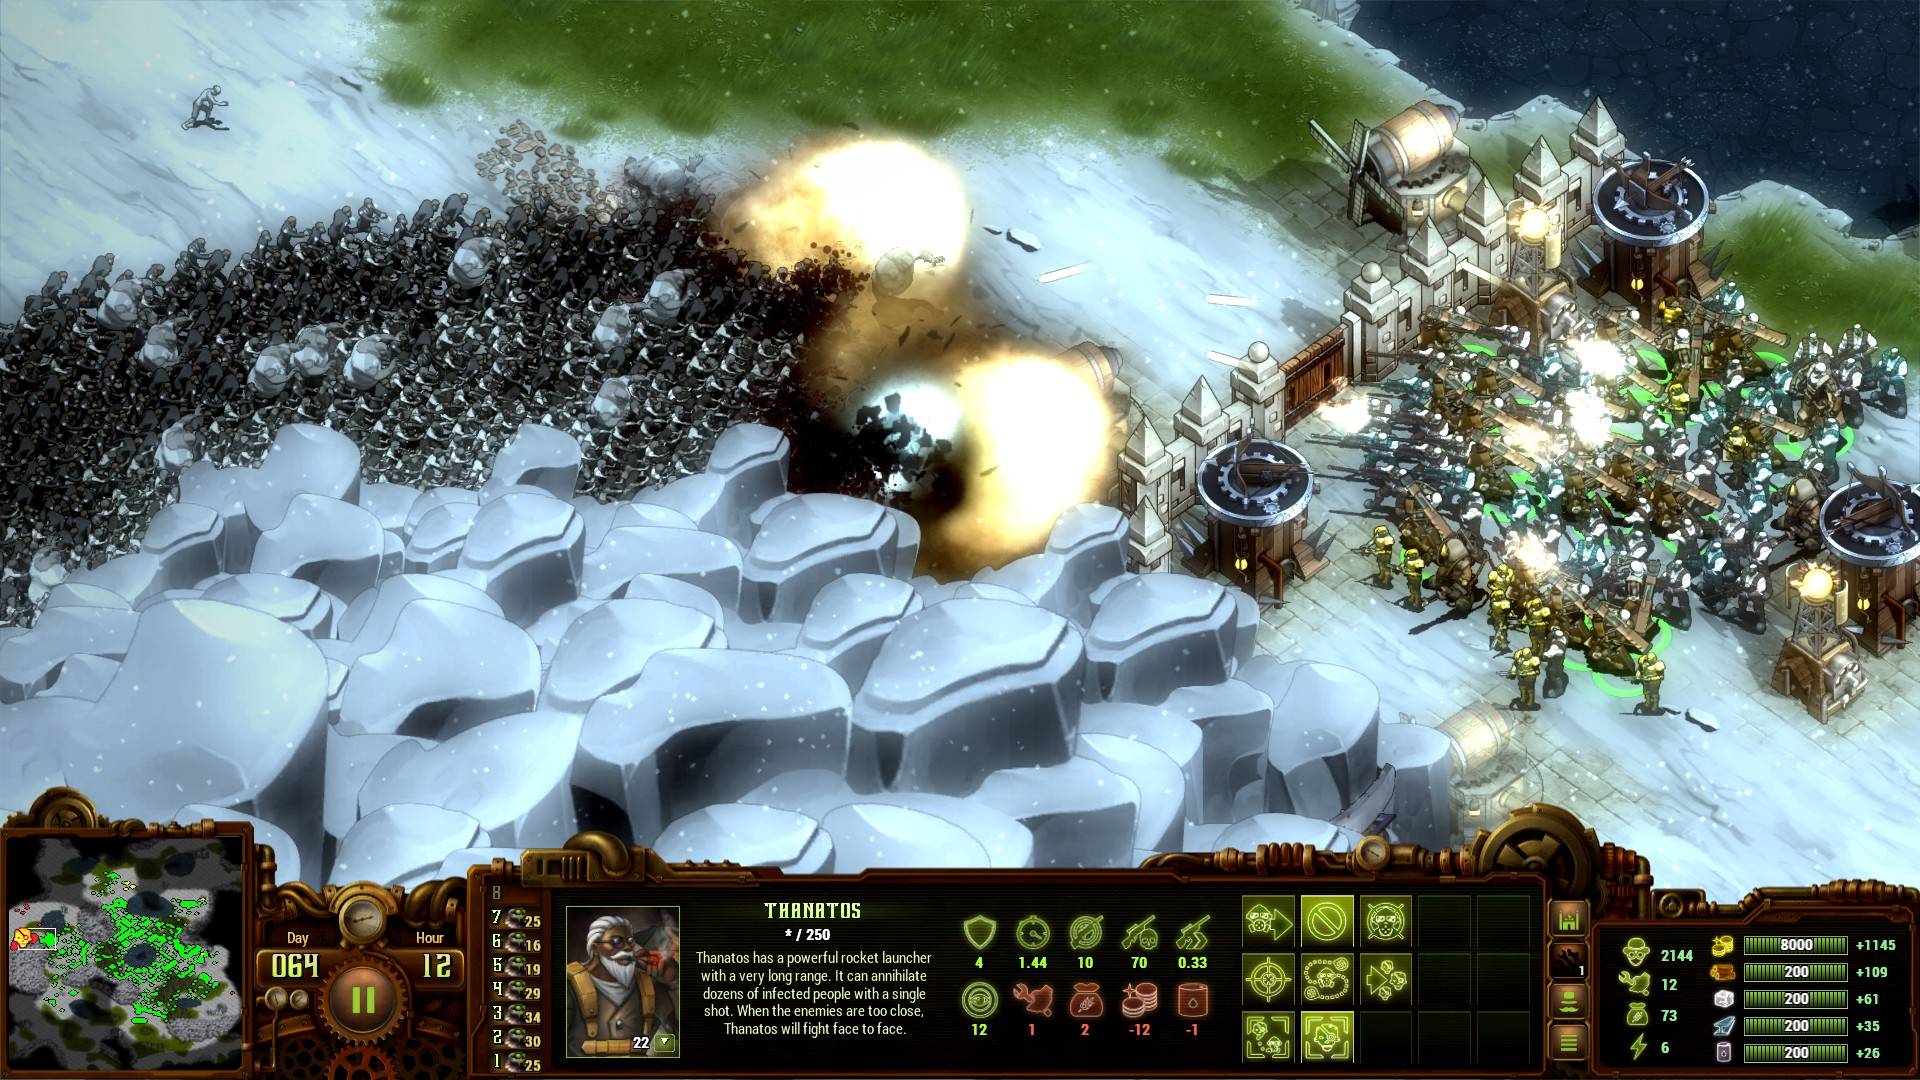 Day
Hour
064
12
8
7 25
6 16
5 19
4 29
3 34
2 30
1 25
22
THANATOS
* / 250
Thanatos has a powerful rocket launcher
with a very long range. It can annihilate
dozens of infected people with a single
shot. When the enemies are too close,
Thanatos will fight face to face.
4 1.44 10 70 0.33
12 1 2 -12 -1
1
2144
12
73
6
8000 +1145
200 +109
200 +61
200 +35
200 +26